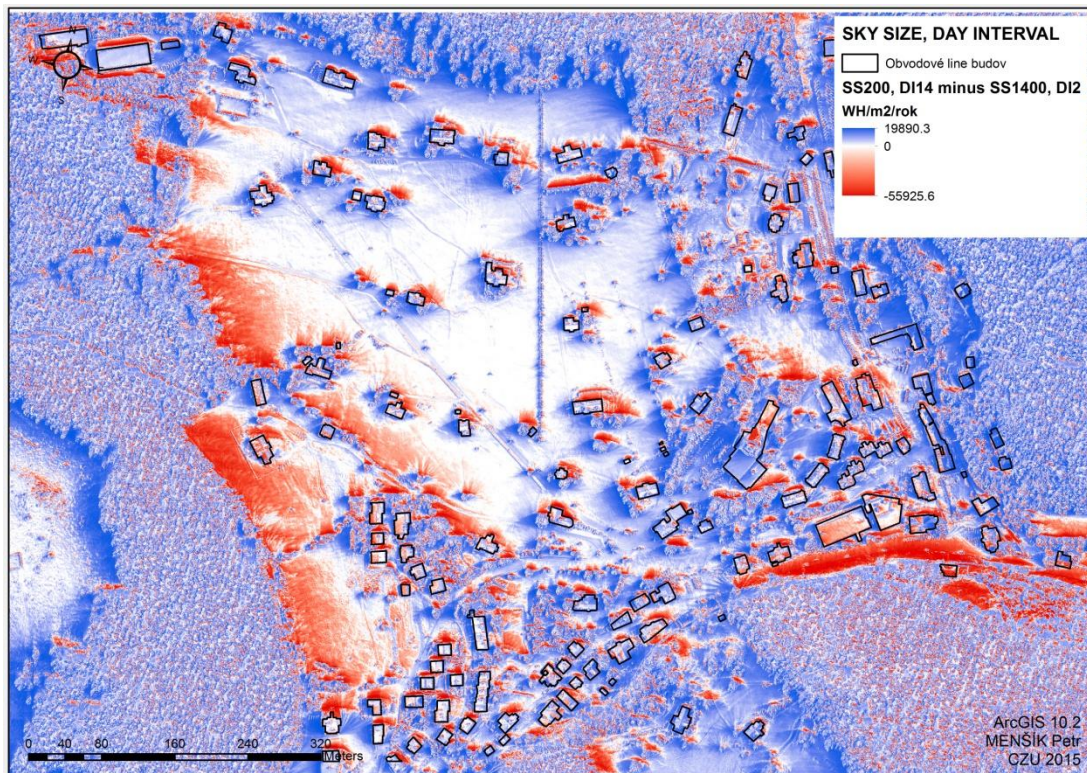 N
W
S
SKY SIZE, DAY INTERVAL
Obvodové line budov
SS200, DI14 minus SS1400, DI2
WH/m2/rok
19890.3
0
-55925.6
0 40 80 160 240 320
Meters
ArcGIS 10.2
MENŠÍK Petr
CZU 2015